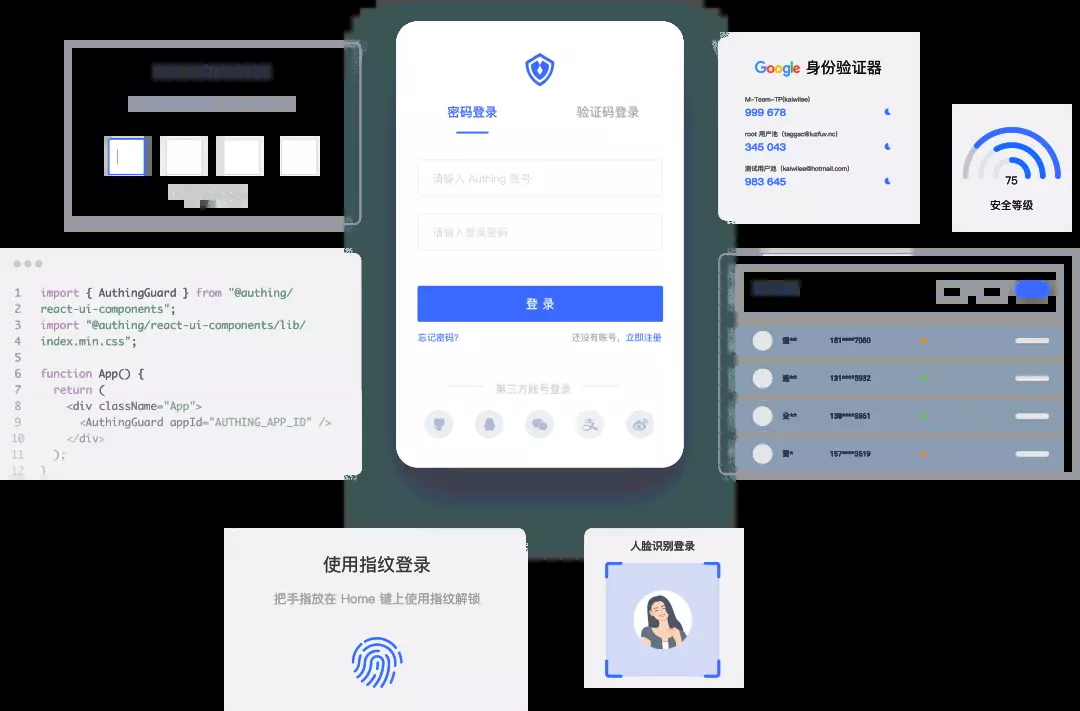 密码登录
验证码登录
请输入 Authing 账号
请输入登录密码
登 录
忘记密码?
还没有账号，立即注册
第三方账号登录
Google 身份验证器
M-Team-TP(kaiwilee)
999 678
root 用户池（taggac@luzfuv.nc）
345 043
测试用户池（kaiwilee@hotmail.com)
983 645
75
安全等级
1 import { AuthingGuard } from "@authing/
2 react-ui-components";
3 import "@authing/react-ui-components/lib/
4 index.min.css";
5
6 function App() {
7 return (
8 <div className="App">
9 <AuthingGuard appId="AUTHING_APP_ID" />
10 </div>
11 );
12 }
151****7060
131****5932
138****8851
157****3519
使用指纹登录
把手指放在 Home 键上使用指纹解锁
人脸识别登录